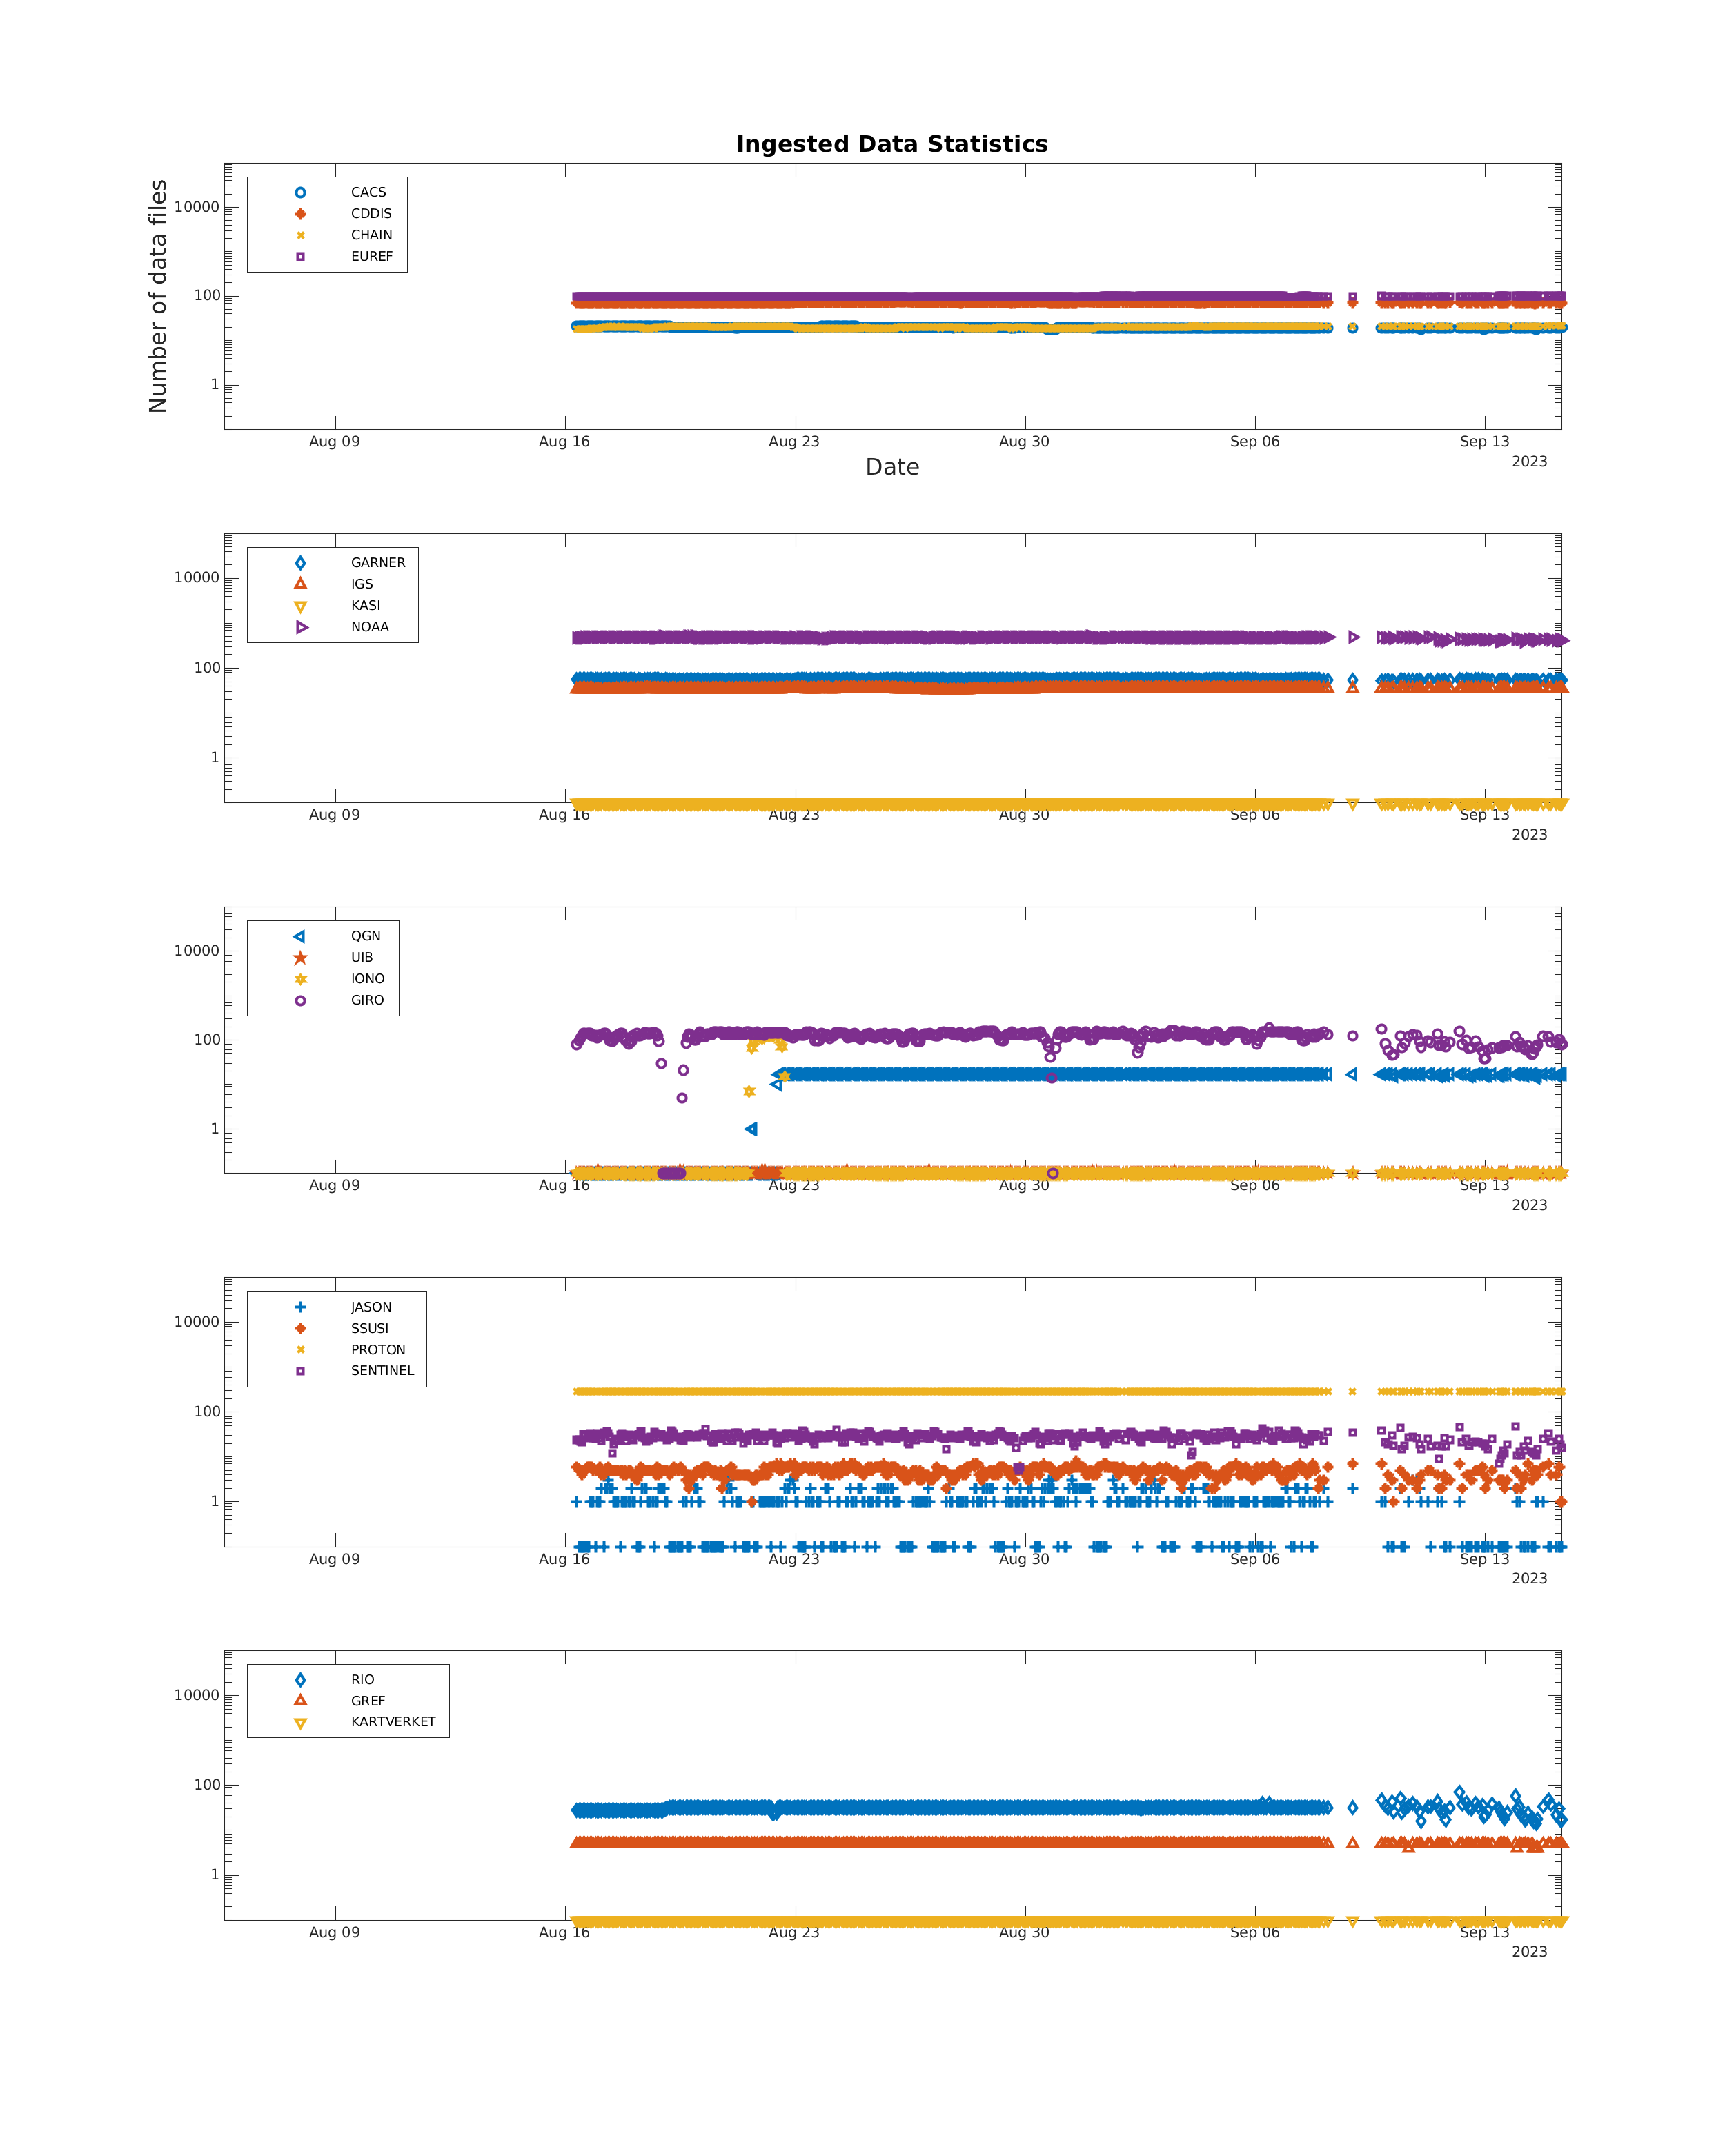 Ingested Data Statistics
Number of data files
CACS
CDDIS
CHAIN
EUREF
10000
100
1
Aug 09 Aug 16 Aug 23 Aug 30 Sep 06 Sep 13
2023
Date
GARNER
IGS
KASI
NOAA
10000
100
1
Aug 09 Aug 16 Aug 23 Aug 30 Sep 06 Sep 13
2023
QGN
UIB
IONO
GIRO
10000
100
1
Aug 09 Aug 16 Aug 23 Aug 30 Sep 06 Sep 13
2023
JASON
SSUSI
PROTON
SENTINEL
10000
100
1
Aug 09 Aug 16 Aug 23 Aug 30 Sep 06 Sep 13
2023
RIO
GREF
KARTVERKET
10000
100
1
Aug 09 Aug 16 Aug 23 Aug 30 Sep 06 Sep 13
2023